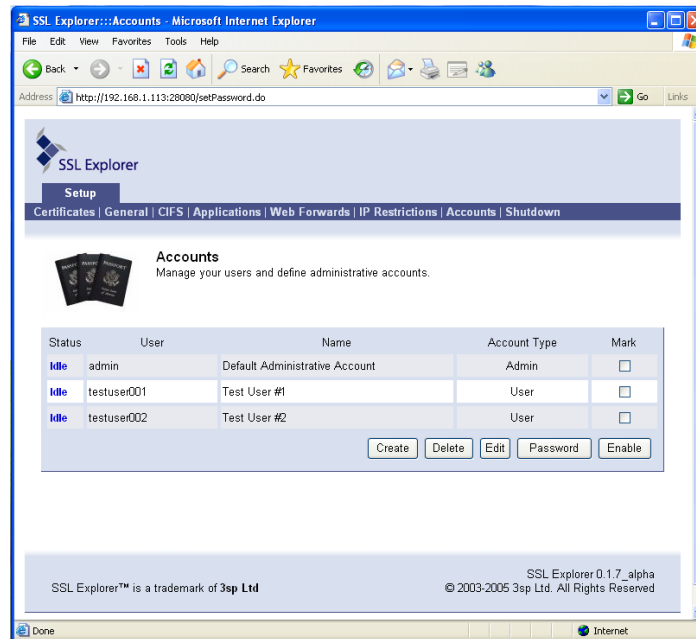 SSL Explorer:::Accounts - Microsoft Internet Explorer
File Edit View Favorites Tools Help
Back Search Favorites
Address http://192.168.1.113:28080/setPassword.do Go Links
SSL Explorer
Setup
Certificates | General | CIFS | Applications | Web Forwards | IP Restrictions | Accounts | Shutdown
Accounts
Manage your users and define administrative accounts.
Status User Name Account Type Mark
Idle admin Default Administrative Account Admin
Idle testuser001 Test User #1 User
Idle testuser002 Test User #2 User
Create Delete Edit Password Enable
SSL Explorer 0.1.7_alpha
SSL Explorer™ is a trademark of 3sp Ltd © 2003-2005 3sp Ltd. All Rights Reserved
Done Internet